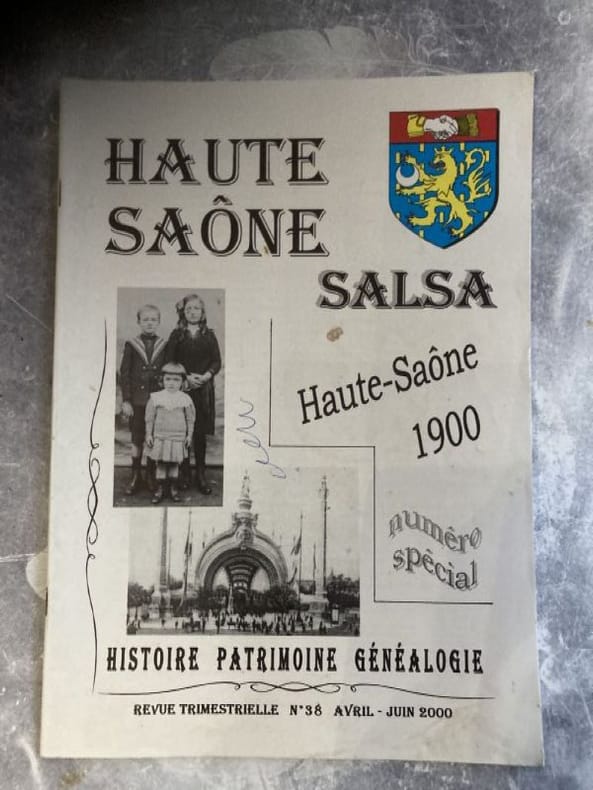 HAUTE
SAÔNE
SALSA
Haute-Saône
1900
numéro
spécial
HISTOIRE PATRIMOINE GÉNÉALOGIE
REVUE TRIMESTRIELLE N°38 AVRIL - JUIN 2000